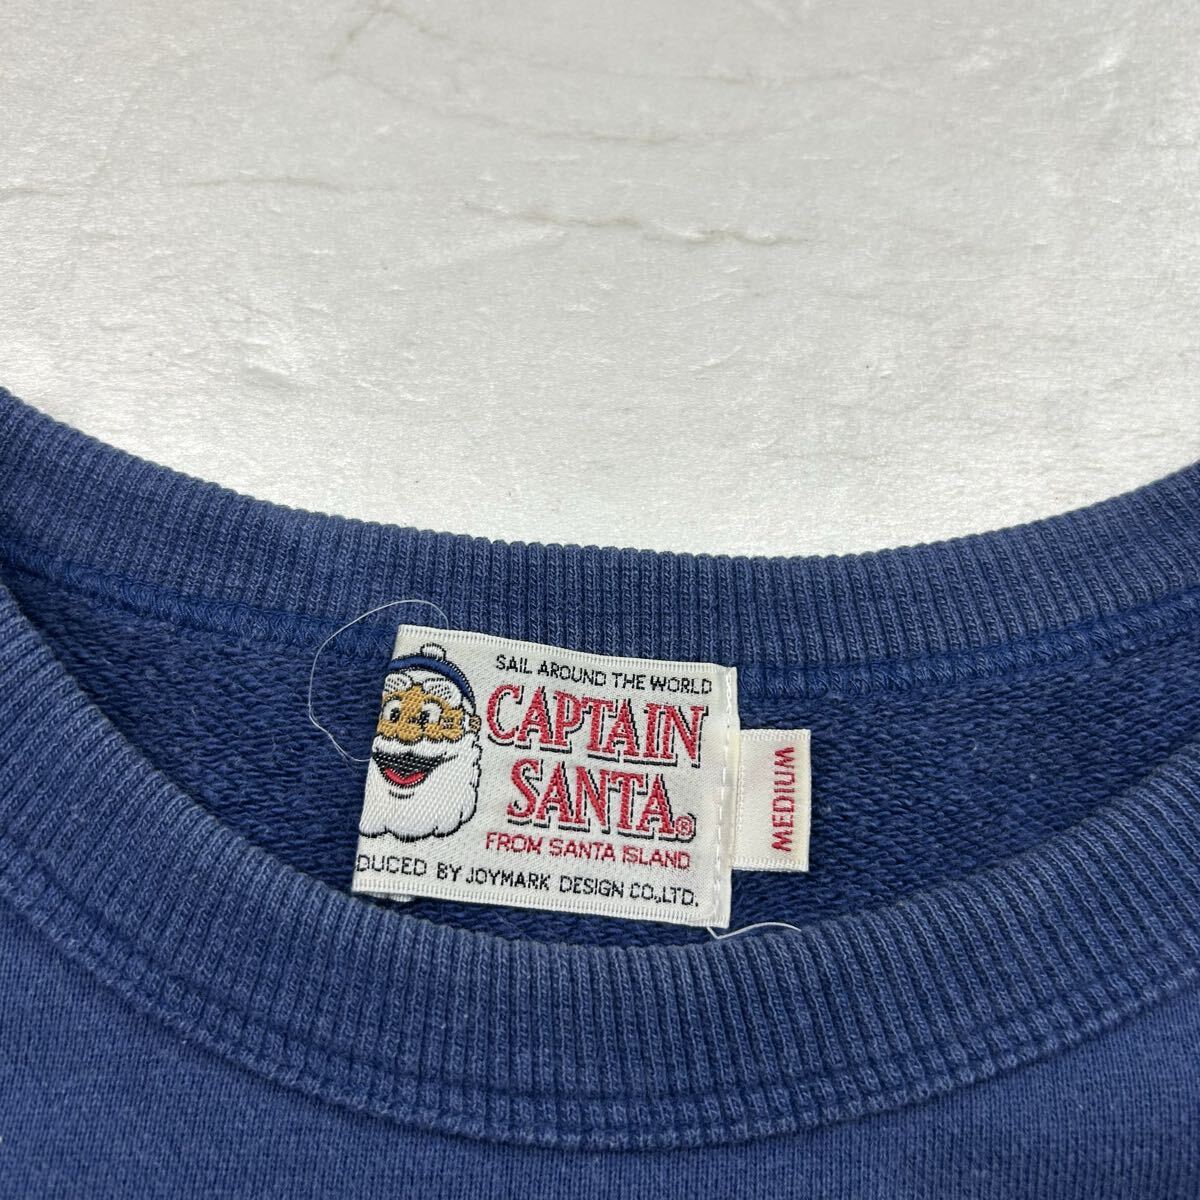 SAIL AROUND THE WORLD
CAPTAIN
SANTA®
FROM SANTA ISLAND
DUCED BY JOYMARK DESIGN CO.,LTD.
MEDIUM